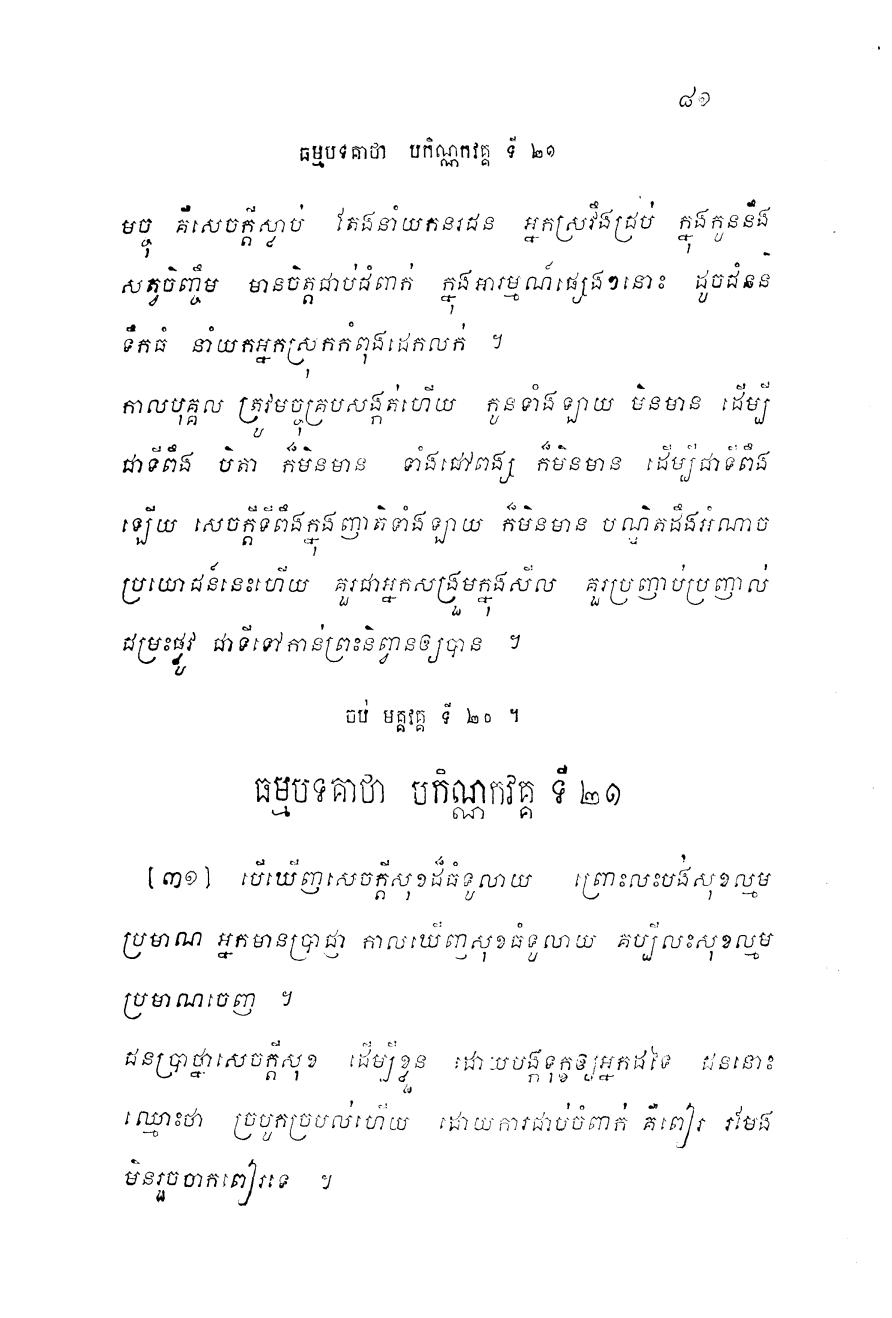 ៨១
ធម្មបទគាថា បកិណ្ណកវគ្គ ទី ២១
មច្ចុ គឺសេចក្ដីស្លាប់ តែងនាំយកនរជន អ្នកស្រវឹងជ្រប់ ក្នុងកូននឹង
សត្វចិញ្ចឹម មានចិត្តជាប់ជំពាក់ ក្នុងអារម្មណ៍ផ្សេងៗនោះ ដូចជំនន់
ទឹកធំ នាំយកអ្នកស្រុកកំពុងដេកលក់ ។
កាលបុគ្គល ត្រូវមច្ចុគ្របសង្កត់ហើយ កូនទាំងឡាយ មិនមាន ដើម្បី
ជាទីពឹង បិតា ក៏មិនមាន ទាំងផៅពង្ស ក៏មិនមាន ដើម្បីជាទីពឹង
ឡើយ សេចក្ដីទីពឹងក្នុងញាតិទាំងឡាយ ក៏មិនមាន បណ្ឌិតដឹងអំណាច
ប្រយោជន៍នេះហើយ គួរជាអ្នកសង្រួមក្នុងសីល គួរប្រញាប់ប្រញាល់
ជម្រះផ្លូវ ជាទីទៅកាន់ព្រះនិព្វានឲ្យបាន ។
ចប់ មគ្គវគ្គ ទី ២០ ។
ធម្មបទគាថា បកិណ្ណកវគ្គ ទី ២១
[៣១] បើឃើញសេចក្ដីសុខដ៏ធំទូលាយ ព្រោះលះបង់សុខល្មម
ប្រមាណ អ្នកមានប្រាជ្ញា កាលឃើញសុខធំទូលាយ គប្បីលះសុខល្មម
ប្រមាណចេញ ។
ជនប្រាថ្នាសេចក្ដីសុខ ដើម្បីខ្លួន ដោយបង្កទុក្ខឱ្យអ្នកដទៃ ជននោះ
ឈ្មោះថា ច្របូកច្របល់ហើយ ដោយការជាប់ចំពាក់ គឺពៀរ រមែង
មិនរួចចាកពៀរទេ ។